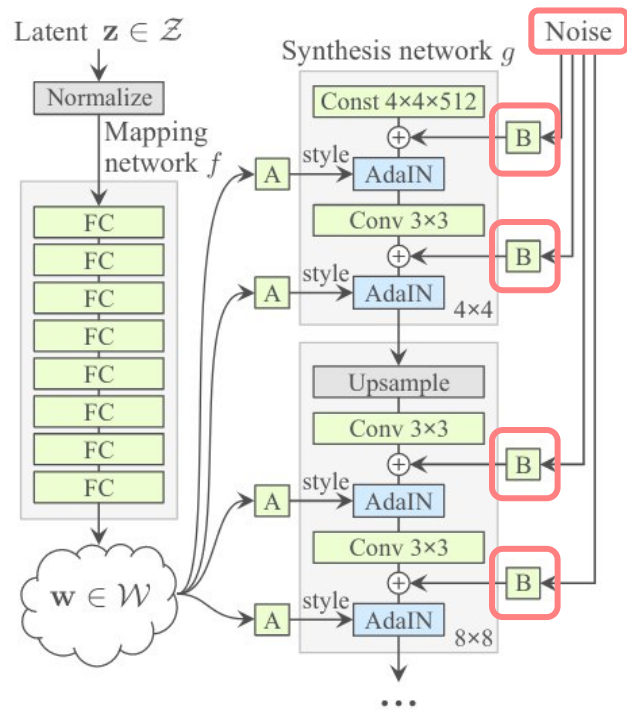 Latent z ∈ 𝒵
Normalize
Mapping
network f
FC
FC
FC
FC
FC
FC
FC
FC
w ∈ 𝒲
Synthesis network g
Noise
Const 4×4×512
+
B
A
style
AdaIN
Conv 3×3
+
B
A
style
AdaIN
4×4
Upsample
Conv 3×3
+
B
A
style
AdaIN
Conv 3×3
+
B
A
style
AdaIN
8×8
...